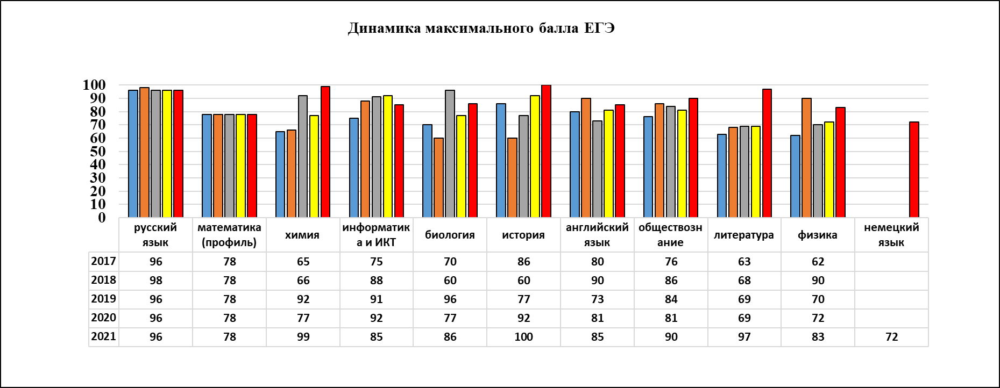 Динамика максимального балла ЕГЭ
100
90
80
70
60
50
40
30
20
10
0
русский язык
математика (профиль)
химия
информатик а и ИКТ
биология
история
английский язык
обществозн ание
литература
физика
немецкий язык
2017 96 78 65 75 70 86 80 76 63 62
2018 98 78 66 88 60 60 90 86 68 90
2019 96 78 92 91 96 77 73 84 69 70
2020 96 78 77 92 77 92 81 81 69 72
2021 96 78 99 85 86 100 85 90 97 83 72